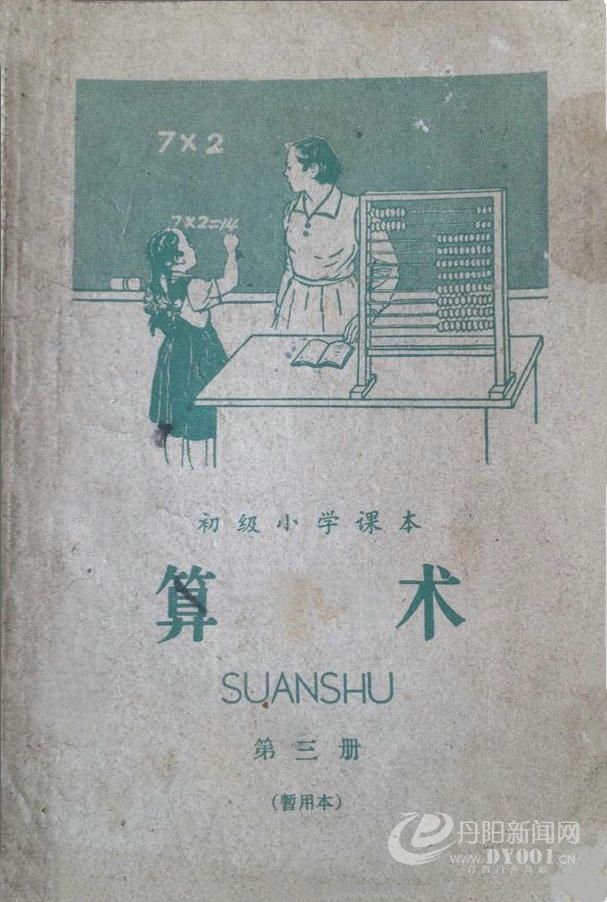 7×2
7×2=14
初级小学课本
算 术
SUANSHU
第三册
(暂用本)
丹阳新闻网
WWW.DY001.CN